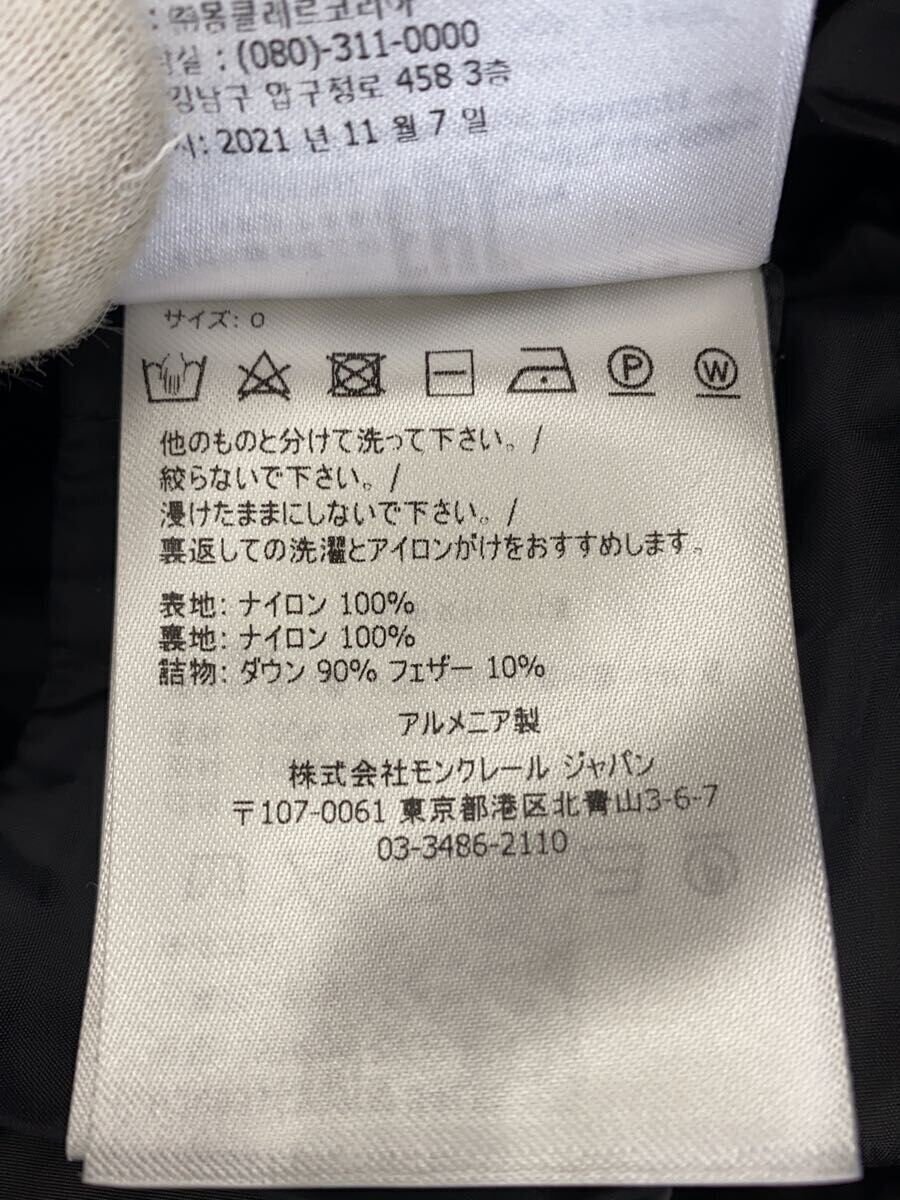 : ㈜몽클레르코리아
실 : (080)-311-0000
강남구 압구정로 458 3층
: 2021 년 11 월 7 일
サイズ: 0
P
W
他のものと分けて洗って下さい。/
絞らないで下さい。/
浸けたままにしないで下さい。/
裏返しての洗濯とアイロンがけをおすすめします。
表地: ナイロン 100%
裏地: ナイロン 100%
詰物: ダウン 90% フェザー 10%
アルメニア製
株式会社モンクレール ジャパン
〒107-0061 東京都港区北青山3-6-7
03-3486-2110